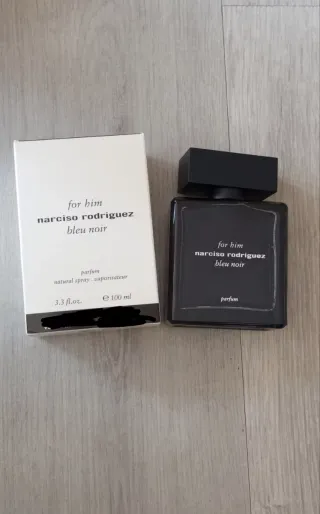 for him
narciso rodriguez
bleu noir
parfum
natural spray . vaporisateur
3.3 fl.oz. ℮ 100 ml
for him
narciso rodriguez
bleu noir
parfum